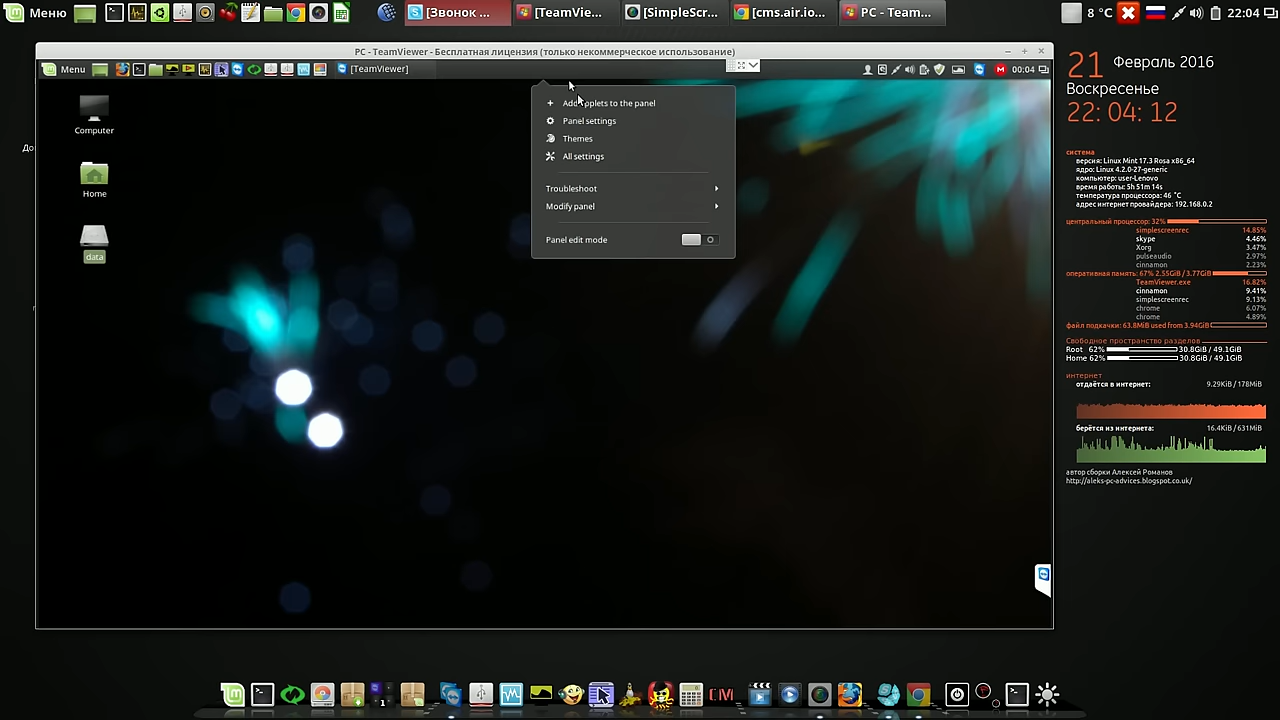 Меню
[Звонок ...
[TeamVie...
[SimpleScr...
[cms.air.io...
PC - Team...
8 °C
22:04
PC - TeamViewer - Бесплатная лицензия (только некоммерческое использование)
Menu
[TeamViewer]
00:04
Computer
Home
data
До
Add applets to the panel
Panel settings
Themes
All settings
Troubleshoot
Modify panel
Panel edit mode
21 Февраль 2016
Воскресенье
22: 04: 12
система
версия: Linux Mint 17.3 Rosa x86_64
ядро: Linux 4.2.0-27-generic
компьютер: user-Lenovo
время работы: 5h 51m 14s
температура процессора: 46 °C
адрес интернет провайдера: 192.168.0.2
центральный процессор: 32%
simplescreenrec 14.85%
skype 4.46%
Xorg 3.47%
pulseaudio 2.97%
cinnamon 2.23%
оперативная память: 67% 2.55GiB / 3.77GiB
TeamViewer.exe 16.82%
cinnamon 9.41%
simplescreenrec 9.13%
chrome 6.07%
chrome 4.89%
файл подкачки: 63.8MiB used from 3.94GiB
Свободное пространство разделов
Root 62% 30.8GiB / 49.1GiB
Home 62% 30.8GiB / 49.1GiB
интернет
отдаётся в интернет: 9.29KiB / 178MiB
берётся из интернета: 16.4KiB / 631MiB
автор сборки Алексей Романов
http://aleks-pc-advices.blogspot.co.uk/